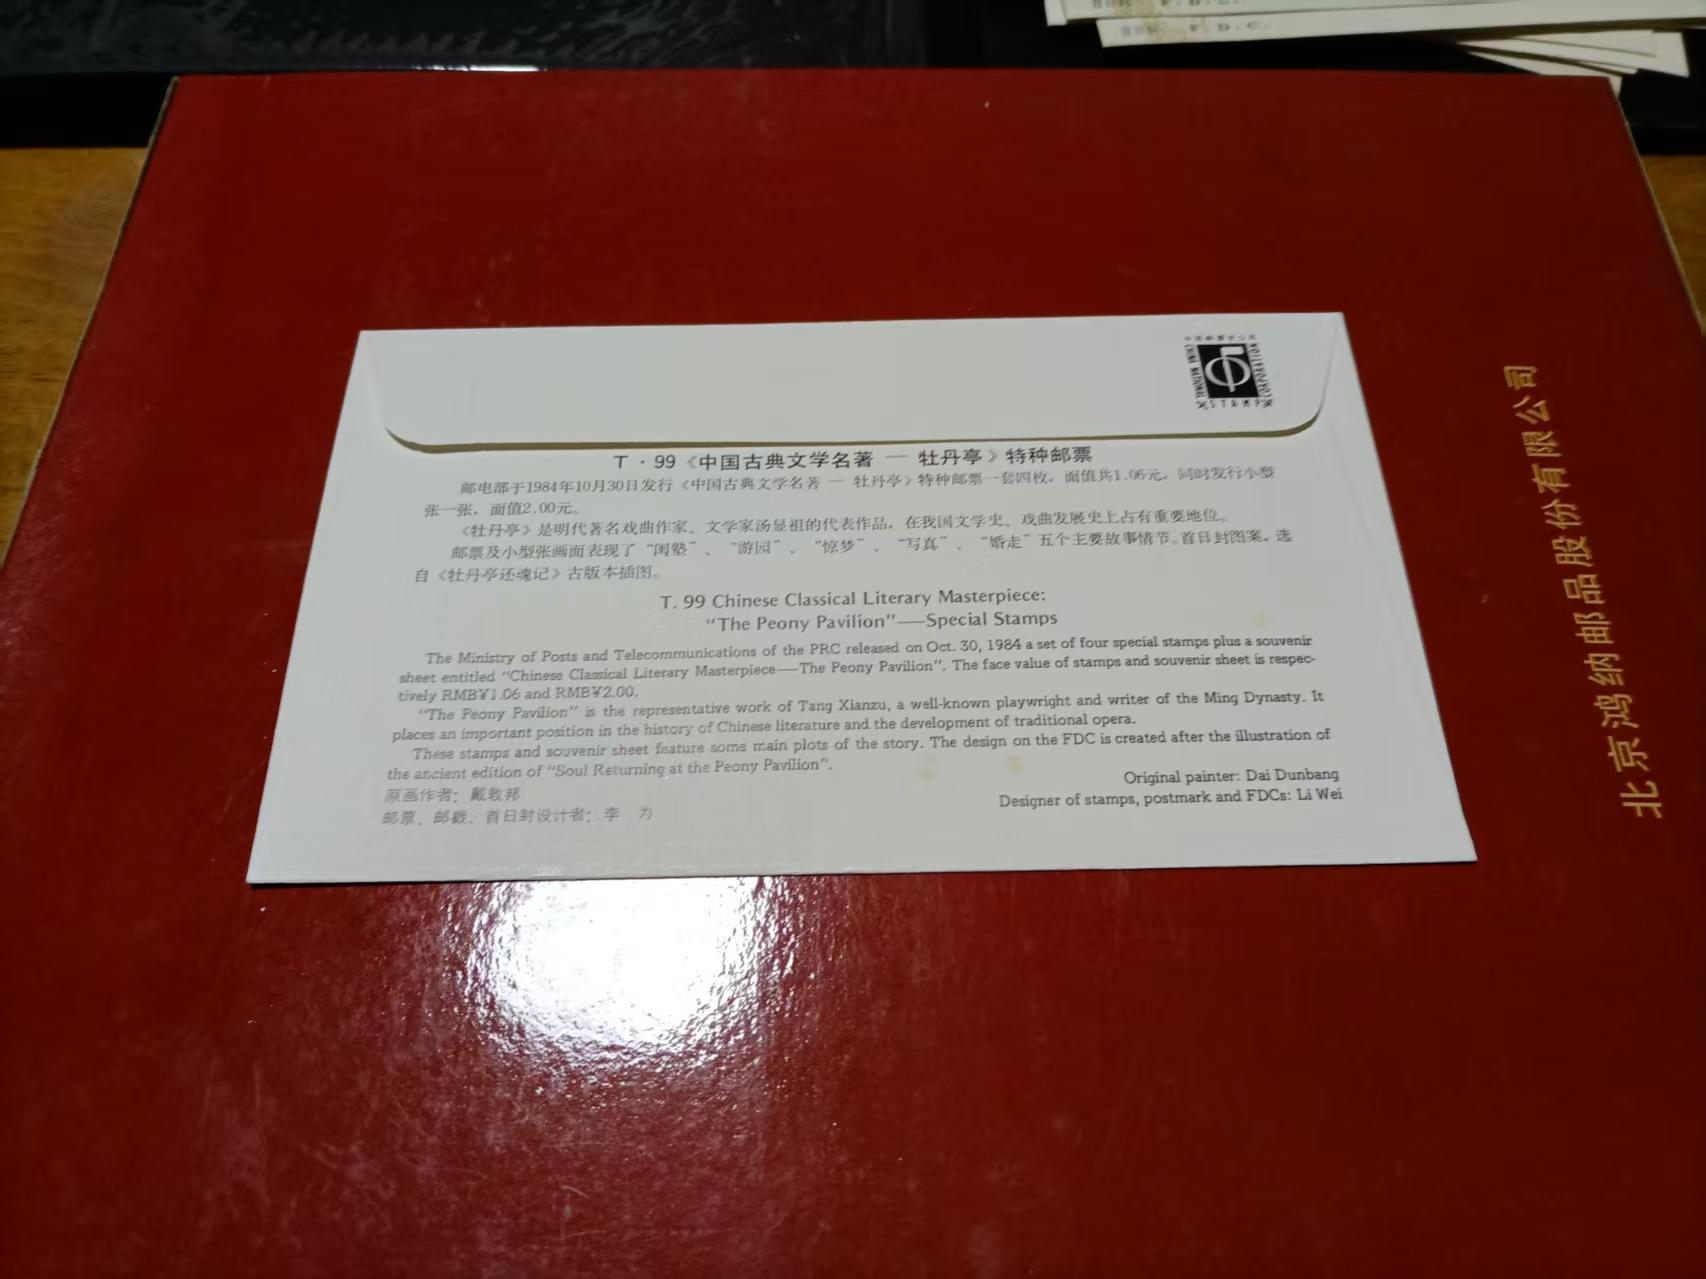 CHINA NATIONAL
STAMP
CORPORATION
T · 99《中国古典文学名著 — 牡丹亭》特种邮票
邮电部于1984年10月30日发行《中国古典文学名著 — 牡丹亭》特种邮票一套四枚，面值共1.06元，同时发行小型
张一张，面值2.00元。
《牡丹亭》是明代著名戏曲作家、文学家汤显祖的代表作品，在我国文学史、戏曲发展史上占有重要地位。
邮票及小型张画面表现了“闺塾”、“游园”、“惊梦”、“写真”、“婚走”五个主要故事情节。首日封图案，选
自《牡丹亭还魂记》古版本插图。
T. 99 Chinese Classical Literary Masterpiece:
“The Peony Pavilion”——Special Stamps
The Ministry of Posts and Telecommunications of the PRC released on Oct. 30, 1984 a set of four special stamps plus a souvenir
sheet entitled “Chinese Classical Literary Masterpiece——The Peony Pavilion”. The face value of stamps and souvenir sheet is respec-
tively RMB¥1.06 and RMB¥2.00.
“The Peony Pavilion” is the representative work of Tang Xianzu, a well-known playwright and writer of the Ming Dynasty. It
places an important position in the history of Chinese literature and the development of traditional opera.
These stamps and souvenir sheet feature some main plots of the story. The design on the FDC is created after the illustration of
the ancient edition of “Soul Returning at the Peony Pavilion”.
原画作者：戴敦邦
邮票、邮戳、首日封设计者：李 为
Original painter: Dai Dunbang
Designer of stamps, postmark and FDCs: Li Wei
北京鸿纳邮品股份有限公司